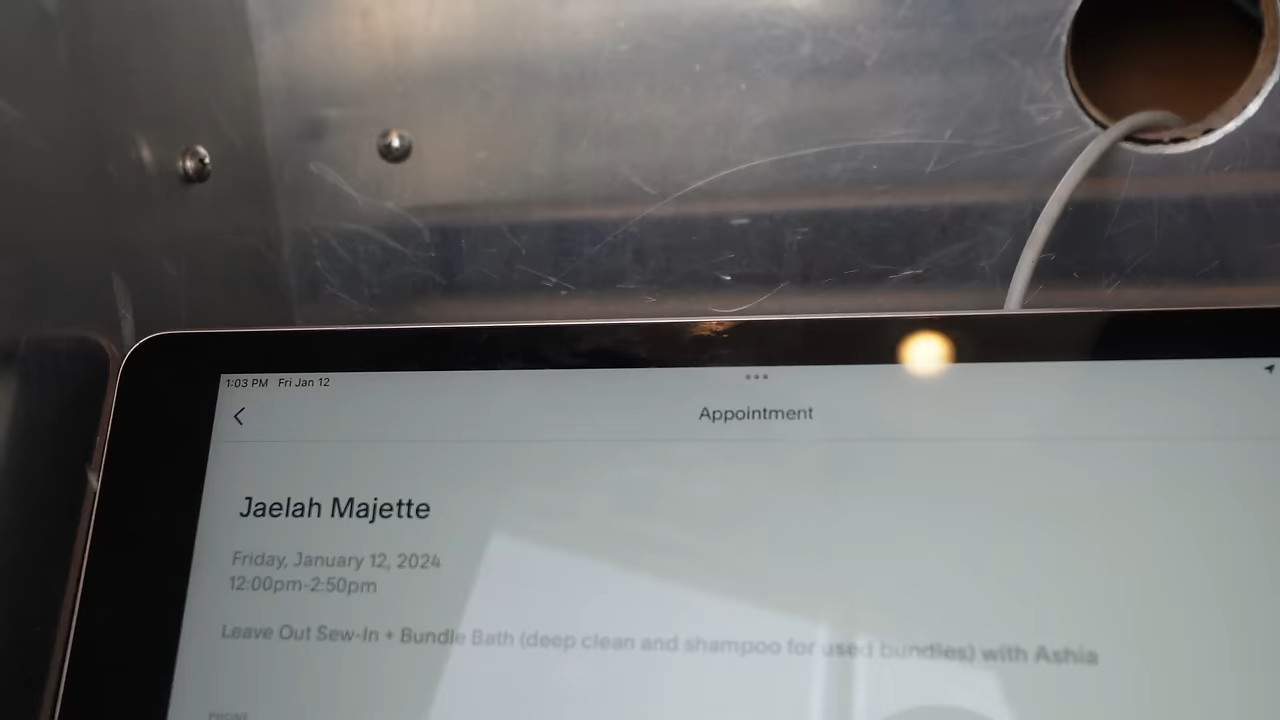 1:03 PM Fri Jan 12
Appointment
Jaelah Majette
Friday, January 12, 2024
12:00pm-2:50pm
Leave Out Sew-In + Bundle Bath (deep clean and shampoo for used bundles) with Ashia
PHONE